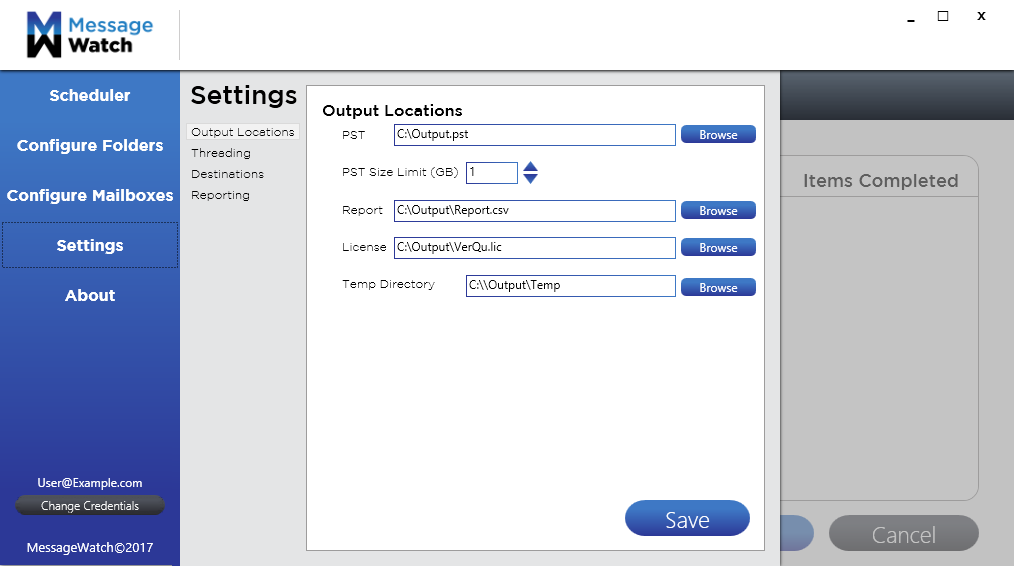 Message
Watch
Scheduler
Configure Folders
Configure Mailboxes
Settings
About
User@Example.com
Change Credentials
MessageWatch©2017
Settings
Output Locations
Threading
Destinations
Reporting
Output Locations
PST C:\Output.pst Browse
PST Size Limit (GB) 1
Report C:\Output\Report.csv Browse
License C:\Output\VerQu.lic Browse
Temp Directory C:\\Output\Temp Browse
Save
Items Completed
Cancel